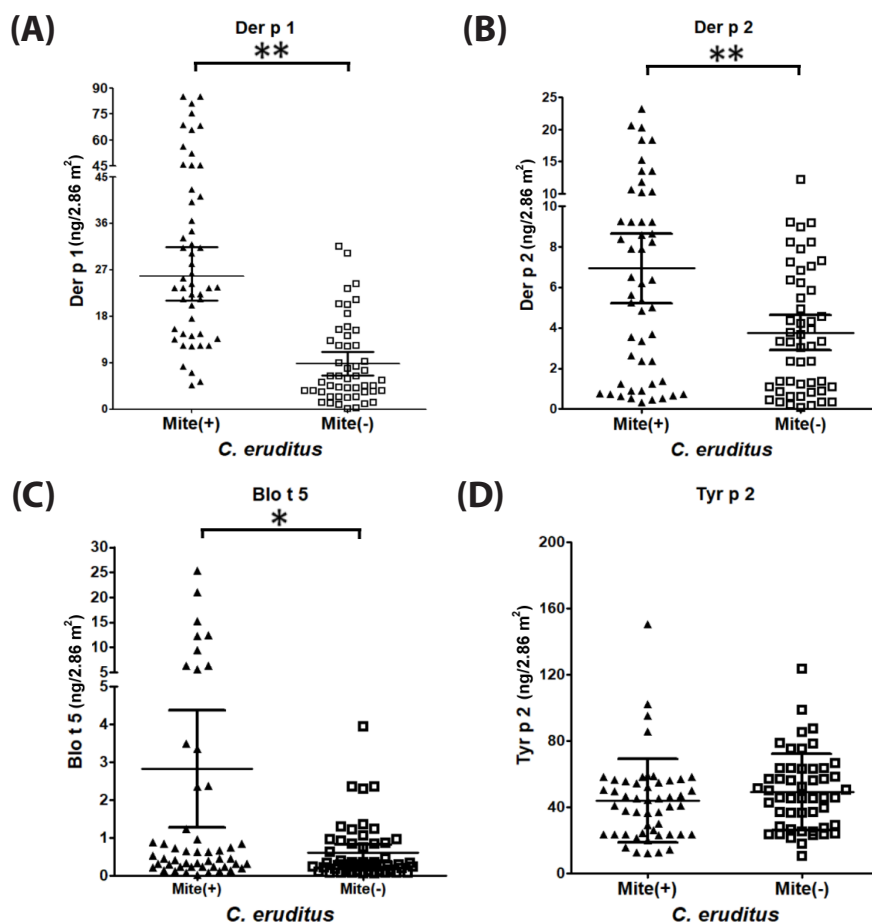 (A)
Der p 1
**
90
75
60
45
45
36
27
18
9
0
Der p 1 (ng/2.86 m²)
Mite(+) Mite(-)
C. eruditus
(B)
Der p 2
**
25
20
15
10
10
8
6
4
2
0
Der p 2 (ng/2.86 m²)
Mite(+) Mite(-)
C. eruditus
(C)
Blo t 5
*
30
25
20
15
10
5
5
4
3
2
1
0
Blo t 5 (ng/2.86 m²)
Mite(+) Mite(-)
C. eruditus
(D)
Tyr p 2
200
160
120
80
40
0
Tyr p 2 (ng/2.86 m²)
Mite(+) Mite(-)
C. eruditus